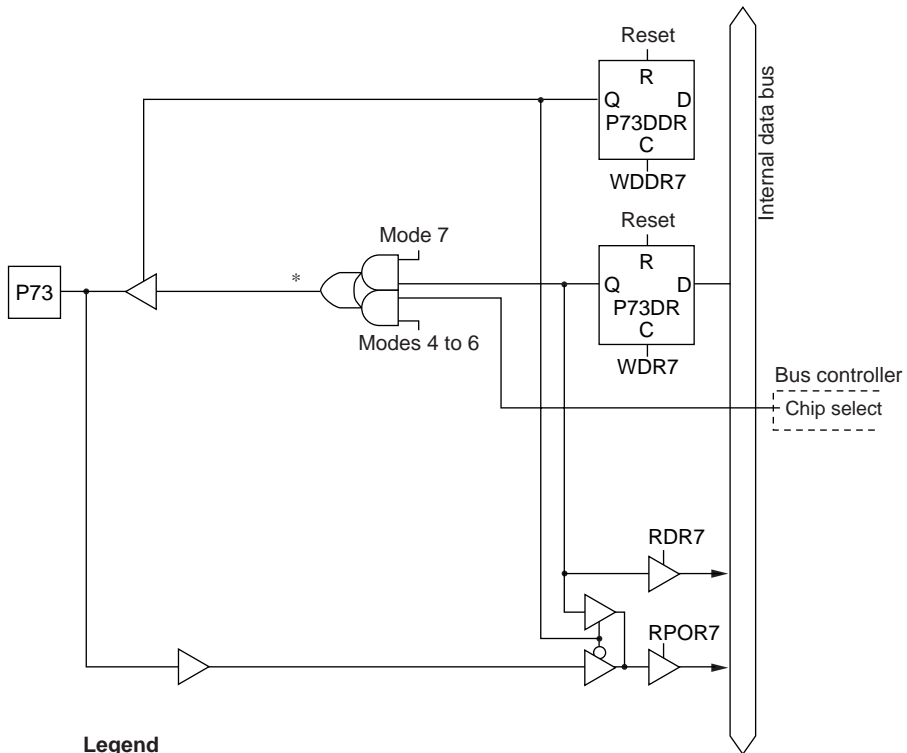 Reset
R
Q D
P73DDR
C
WDDR7
Internal data bus
Reset
R
Q D
P73DR
C
WDR7
Mode 7
*
P73
Modes 4 to 6
Bus controller
Chip select
RDR7
RPOR7
Legend